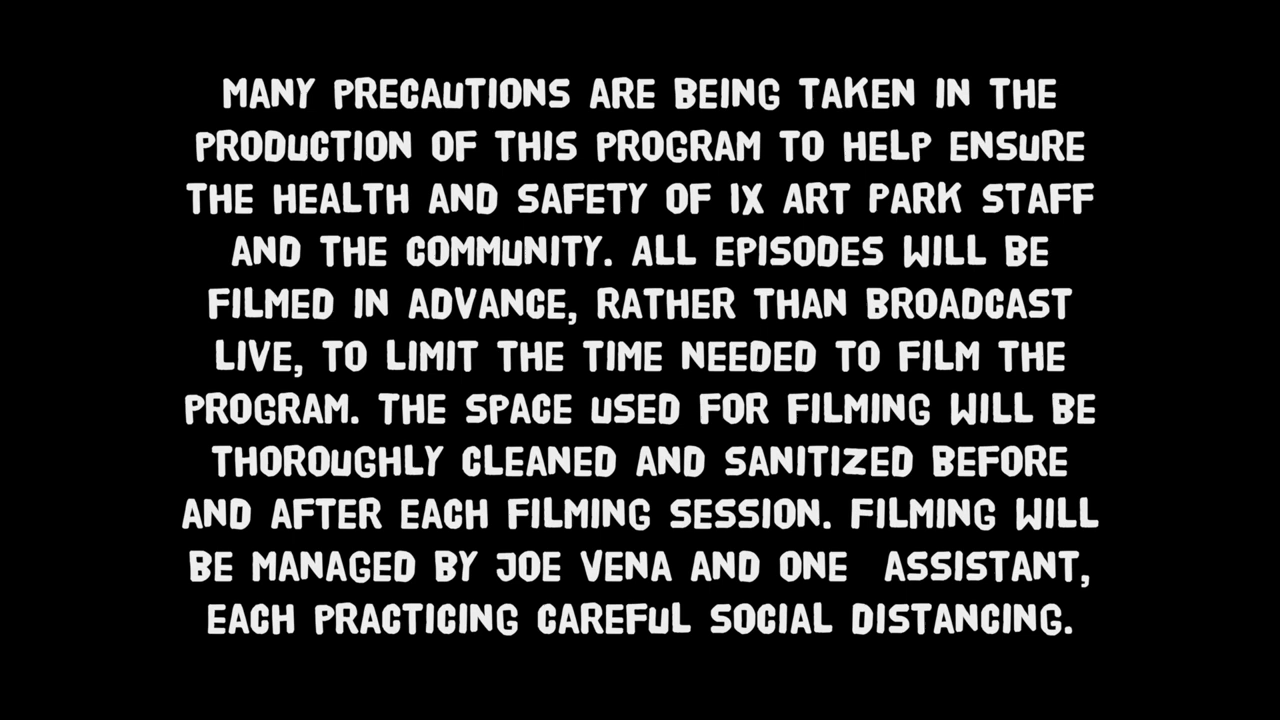 MANY PRECAUTIONS ARE BEING TAKEN IN THE
PRODUCTION OF THIS PROGRAM TO HELP ENSURE
THE HEALTH AND SAFETY OF IX ART PARK STAFF
AND THE COMMUNITY. ALL EPISODES WILL BE
FILMED IN ADVANCE, RATHER THAN BROADCAST
LIVE, TO LIMIT THE TIME NEEDED TO FILM THE
PROGRAM. THE SPACE USED FOR FILMING WILL BE
THOROUGHLY CLEANED AND SANITIZED BEFORE
AND AFTER EACH FILMING SESSION. FILMING WILL
BE MANAGED BY JOE VENA AND ONE  ASSISTANT,
EACH PRACTICING CAREFUL SOCIAL DISTANCING.